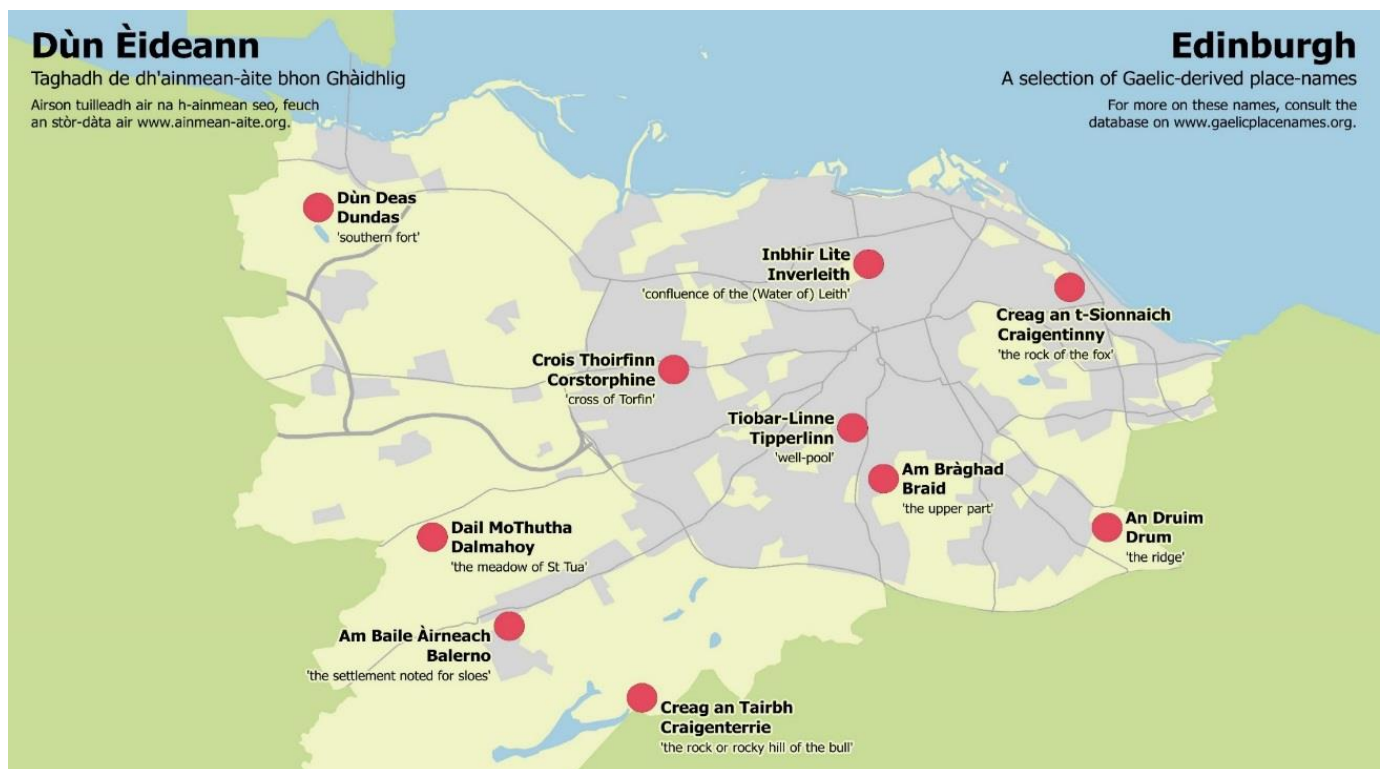 Dùn Èideann
Taghadh de dh'ainmean-àite bhon Ghàidhlig
Airson tuilleadh air na h-ainmean seo, feuch
an stòr-dàta air www.ainmean-aite.org.
Edinburgh
A selection of Gaelic-derived place-names
For more on these names, consult the
database on www.gaelicplacenames.org.
Dùn Deas
Dundas
'southern fort'
Inbhir Lìte
Inverleith
'confluence of the (Water of) Leith'
Creag an t-Sionnaich
Craigentinny
'the rock of the fox'
Crois Thoirfinn
Corstorphine
'cross of Torfin'
Tiobar-Linne
Tipperlinn
'well-pool'
Am Bràghad
Braid
'the upper part'
An Druim
Drum
'the ridge'
Dail MoThutha
Dalmahoy
'the meadow of St Tua'
Am Baile Àirneach
Balerno
'the settlement noted for sloes'
Creag an Tairbh
Craigenterrie
'the rock or rocky hill of the bull'